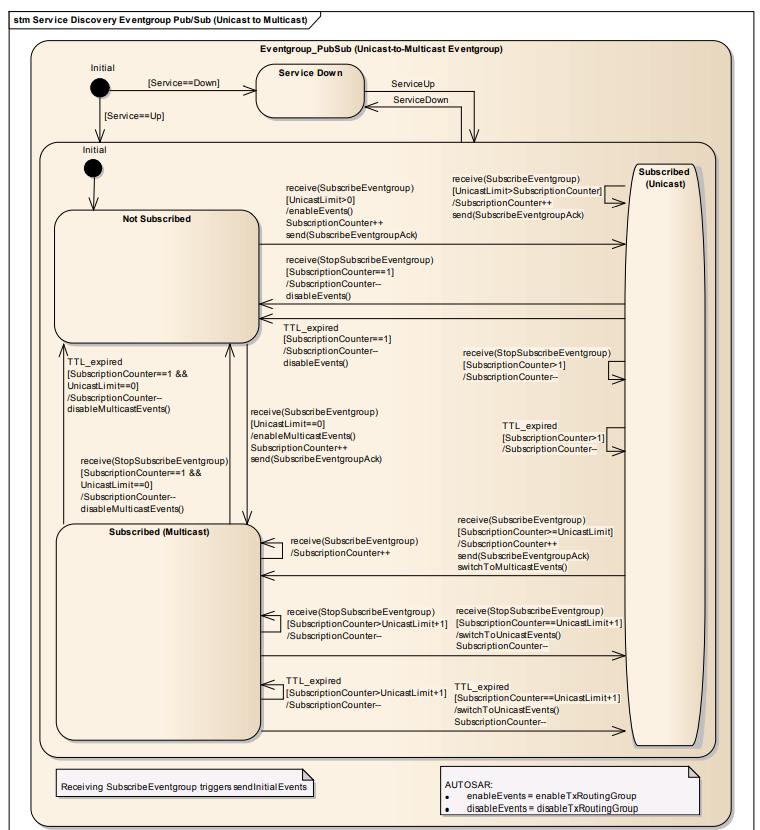 stm Service Discovery Eventgroup Pub/Sub (Unicast to Multicast)
Eventgroup_PubSub (Unicast-to-Multicast Eventgroup)
Initial
[Service==Down]
[Service==Up]
Service Down
ServiceUp
ServiceDown
Initial
Not Subscribed
Subscribed
(Unicast)
receive(SubscribeEventgroup)
[UnicastLimit>0]
/enableEvents()
SubscriptionCounter++
send(SubscribeEventgroupAck)
receive(SubscribeEventgroup)
[UnicastLimit>SubscriptionCounter]
/SubscriptionCounter++
send(SubscribeEventgroupAck)
receive(StopSubscribeEventgroup)
[SubscriptionCounter==1]
/SubscriptionCounter--
disableEvents()
TTL_expired
[SubscriptionCounter==1]
/SubscriptionCounter--
disableEvents()
receive(StopSubscribeEventgroup)
[SubscriptionCounter>1]
/SubscriptionCounter--
TTL_expired
[SubscriptionCounter==1 &&
UnicastLimit==0]
/SubscriptionCounter--
disableMulticastEvents()
receive(SubscribeEventgroup)
[UnicastLimit==0]
/enableMulticastEvents()
SubscriptionCounter++
send(SubscribeEventgroupAck)
TTL_expired
[SubscriptionCounter>1]
/SubscriptionCounter--
receive(StopSubscribeEventgroup)
[SubscriptionCounter==1 &&
UnicastLimit==0]
/SubscriptionCounter--
disableMulticastEvents()
Subscribed (Multicast)
receive(SubscribeEventgroup)
/SubscriptionCounter++
receive(SubscribeEventgroup)
[SubscriptionCounter>=UnicastLimit]
/SubscriptionCounter++
send(SubscribeEventgroupAck)
switchToMulticastEvents()
receive(StopSubscribeEventgroup)
[SubscriptionCounter>UnicastLimit+1]
/SubscriptionCounter--
receive(StopSubscribeEventgroup)
[SubscriptionCounter==UnicastLimit+1]
/switchToUnicastEvents()
SubscriptionCounter--
TTL_expired
[SubscriptionCounter>UnicastLimit+1]
/SubscriptionCounter--
TTL_expired
[SubscriptionCounter==UnicastLimit+1]
/switchToUnicastEvents()
SubscriptionCounter--
Receiving SubscribeEventgroup triggers sendInitialEvents
AUTOSAR:
• enableEvents = enableTxRoutingGroup
• disableEvents = disableTxRoutingGroup